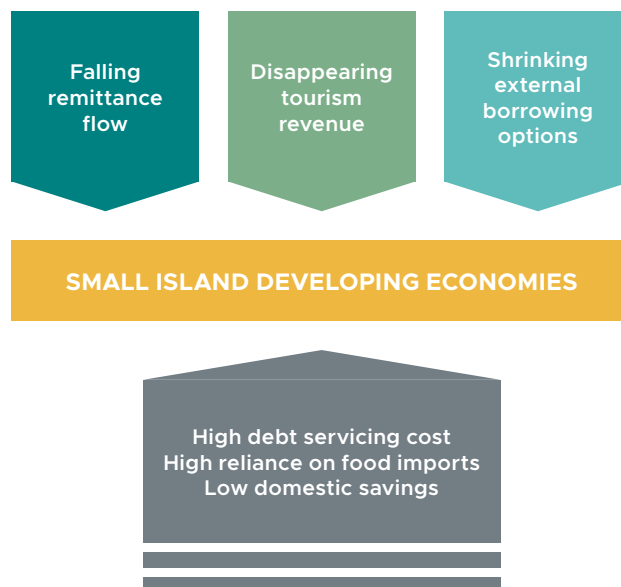 Falling
remittance
flow
Disappearing
tourism
revenue
Shrinking
external
borrowing
options
SMALL ISLAND DEVELOPING ECONOMIES
High debt servicing cost
High reliance on food imports
Low domestic savings